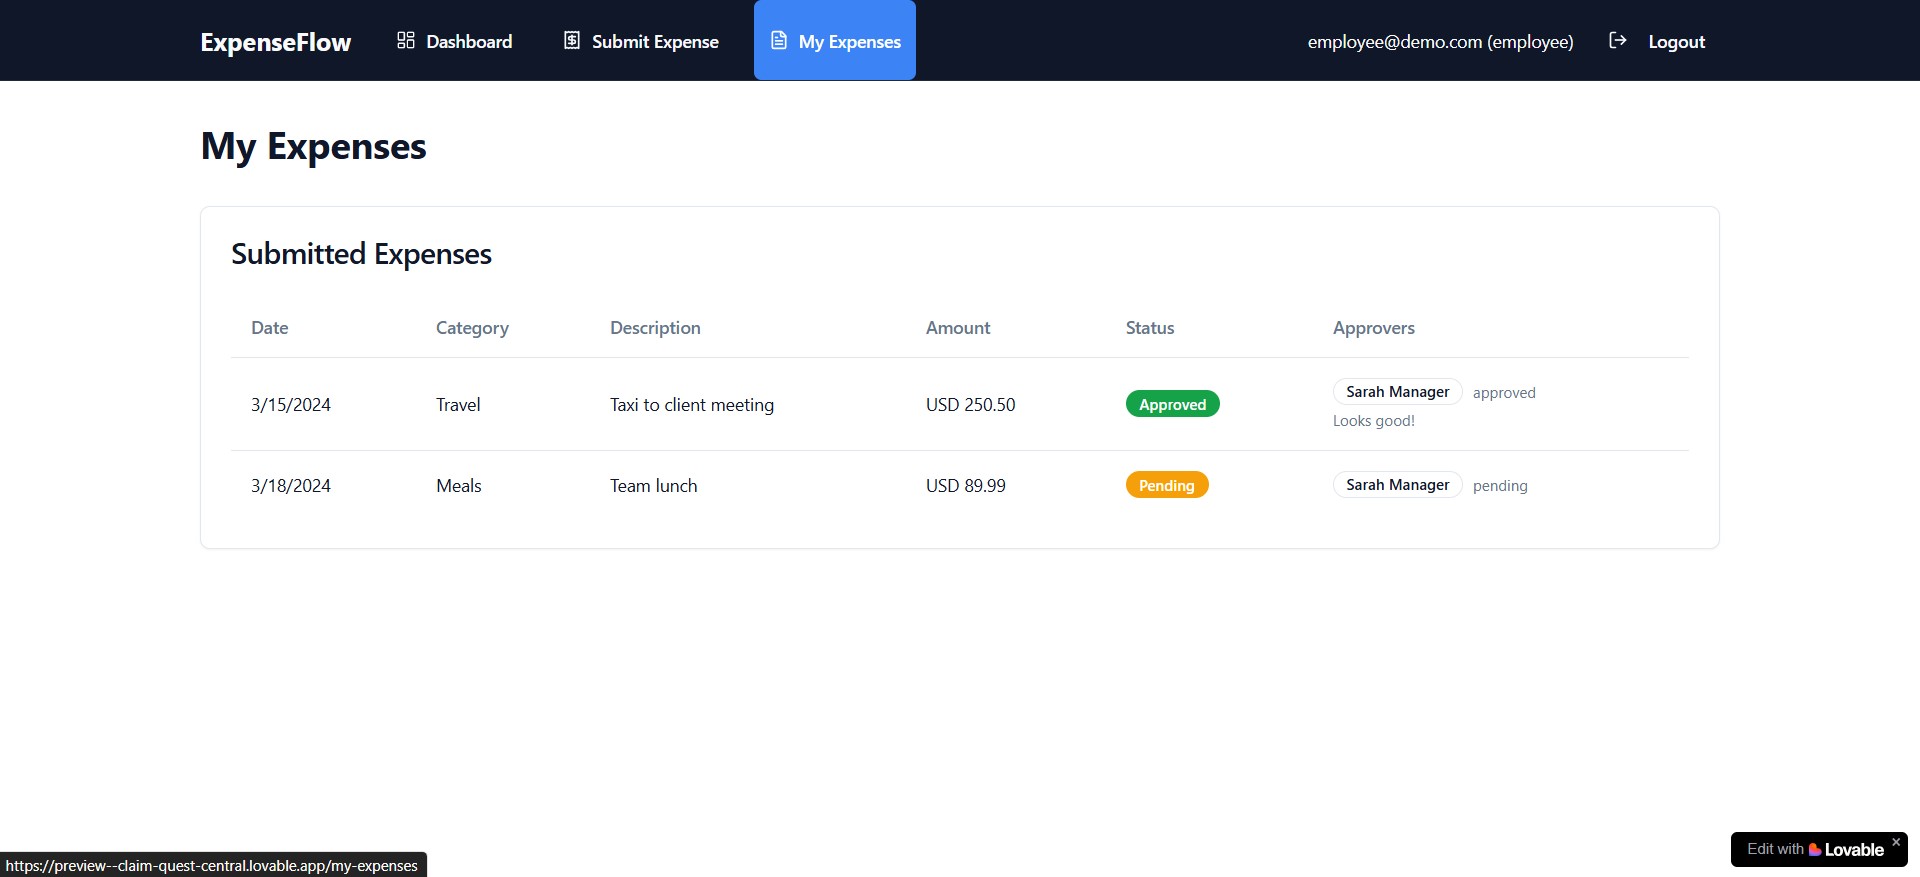 ExpenseFlow Dashboard Submit Expense My Expenses employee@demo.com (employee) Logout
My Expenses
Submitted Expenses
Date Category Description Amount Status Approvers
3/15/2024 Travel Taxi to client meeting USD 250.50 Approved Sarah Manager approved
Looks good!
3/18/2024 Meals Team lunch USD 89.99 Pending Sarah Manager pending
Edit with Lovable ×
https://preview--claim-quest-central.lovable.app/my-expenses